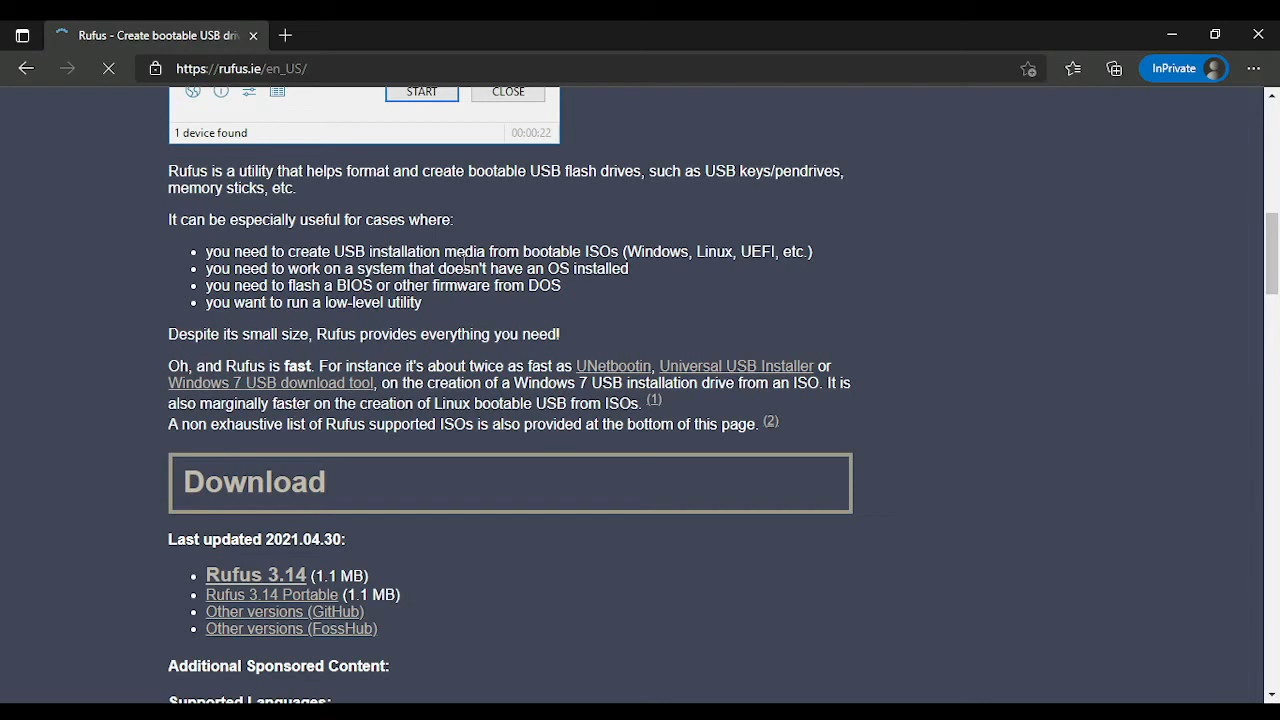 Rufus - Create bootable USB driv
https://rufus.ie/en_US/
InPrivate
START
CLOSE
1 device found
00:00:22
Rufus is a utility that helps format and create bootable USB flash drives, such as USB keys/pendrives,
memory sticks, etc.
It can be especially useful for cases where:
you need to create USB installation media from bootable ISOs (Windows, Linux, UEFI, etc.)
you need to work on a system that doesn't have an OS installed
you need to flash a BIOS or other firmware from DOS
you want to run a low-level utility
Despite its small size, Rufus provides everything you need!
Oh, and Rufus is fast. For instance it's about twice as fast as UNetbootin, Universal USB Installer or
Windows 7 USB download tool, on the creation of a Windows 7 USB installation drive from an ISO. It is
also marginally faster on the creation of Linux bootable USB from ISOs. (1)
A non exhaustive list of Rufus supported ISOs is also provided at the bottom of this page. (2)
Download
Last updated 2021.04.30:
Rufus 3.14 (1.1 MB)
Rufus 3.14 Portable (1.1 MB)
Other versions (GitHub)
Other versions (FossHub)
Additional Sponsored Content:
Supported Languages: